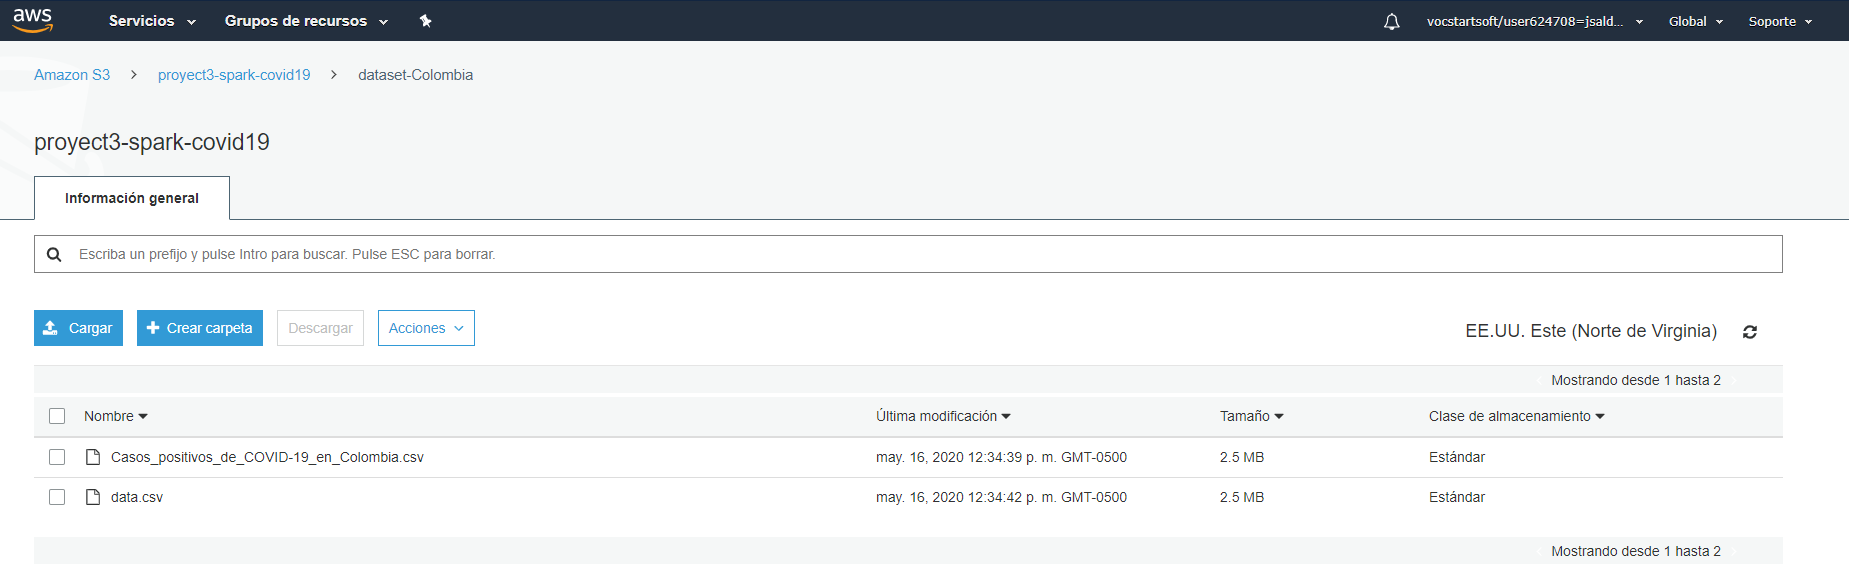 aws Servicios Grupos de recursos vocstartsoft/user624708=jsald... Global Soporte
Amazon S3 > proyect3-spark-covid19 > dataset-Colombia
proyect3-spark-covid19
Información general
Escriba un prefijo y pulse Intro para buscar. Pulse ESC para borrar.
Cargar + Crear carpeta Descargar Acciones EE.UU. Este (Norte de Virginia)
Mostrando desde 1 hasta 2
Nombre Última modificación Tamaño Clase de almacenamiento
Casos_positivos_de_COVID-19_en_Colombia.csv may. 16, 2020 12:34:39 p. m. GMT-0500 2.5 MB Estándar
data.csv may. 16, 2020 12:34:42 p. m. GMT-0500 2.5 MB Estándar
Mostrando desde 1 hasta 2